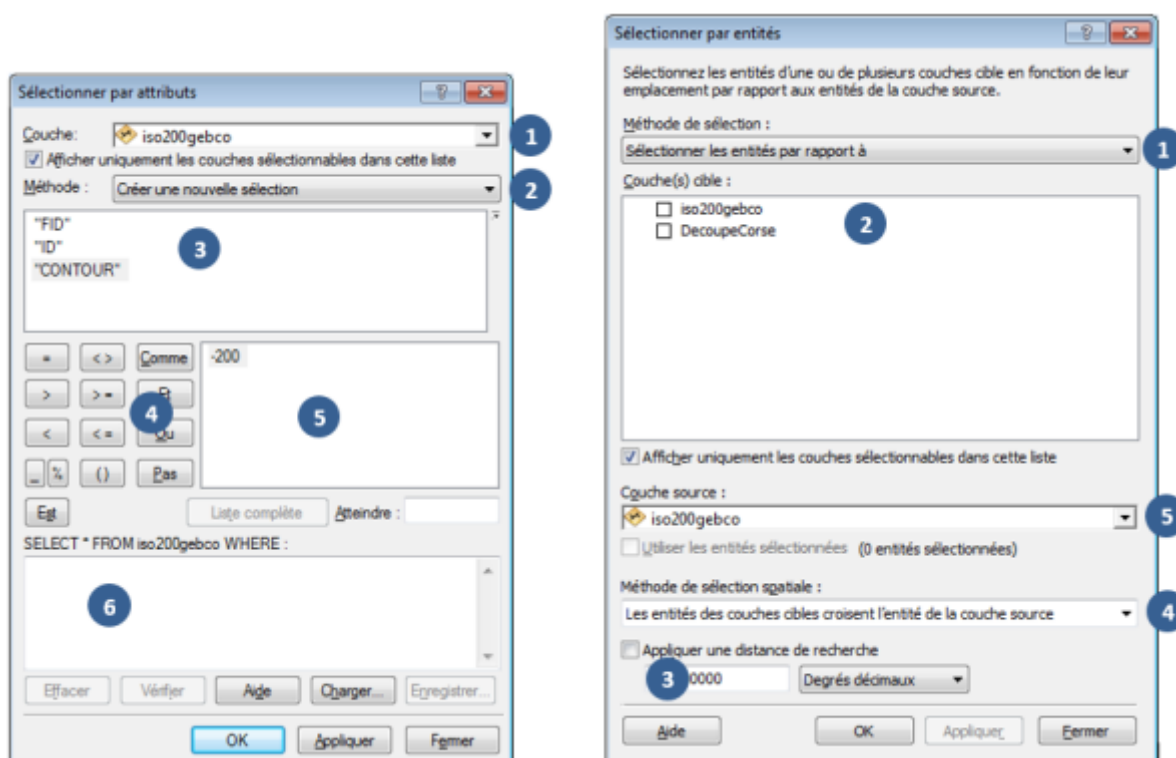 Sélectionner par attributs
Couche: iso200gebco
1
Afficher uniquement les couches sélectionnables dans cette liste
Méthode : Créer une nouvelle sélection
2
"FID"
"ID"
"CONTOUR"
3
= <> Comme
> >=
< <=
_ % () Pas
4
-200
5
Est
Liste complète Atteindre :
SELECT * FROM iso200gebco WHERE :
6
Effacer Vérifier Aide Charger... Enregistrer...
OK Appliquer Fermer
Sélectionner par entités
Sélectionnez les entités d'une ou de plusieurs couches cible en fonction de leur
emplacement par rapport aux entités de la couche source.
Méthode de sélection :
Sélectionner les entités par rapport à
1
Couche(s) cible :
iso200gebco
DecoupeCorse
2
Afficher uniquement les couches sélectionnables dans cette liste
Couche source :
iso200gebco
5
Utiliser les entités sélectionnées (0 entités sélectionnées)
Méthode de sélection spatiale :
Les entités des couches cibles croisent l'entité de la couche source
4
Appliquer une distance de recherche
3
0000 Degrés décimaux
Aide OK Appliquer Fermer